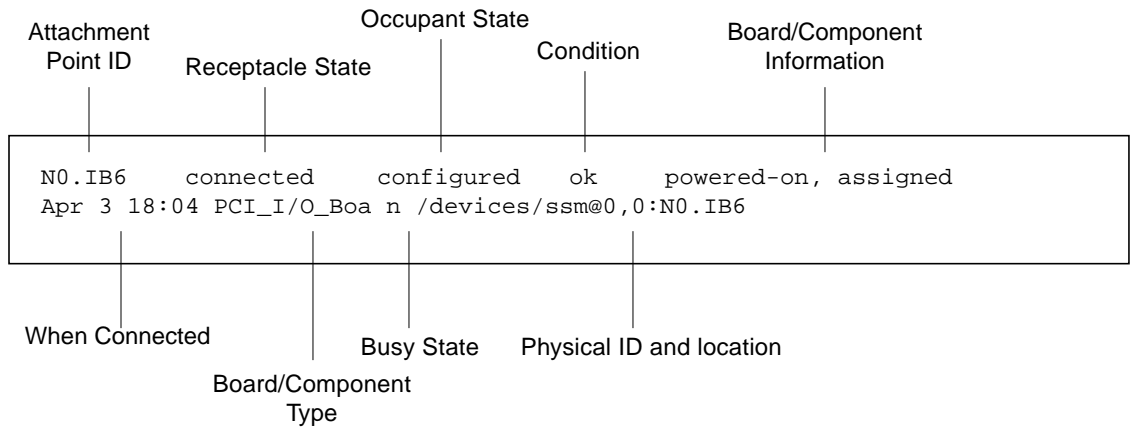 Attachment
Point ID
Receptacle State
Occupant State
Condition
Board/Component
Information
N0.IB6 connected configured ok powered-on, assigned
Apr 3 18:04 PCI_I/O_Boa n /devices/ssm@0,0:N0.IB6
When Connected
Board/Component
Type
Busy State
Physical ID and location